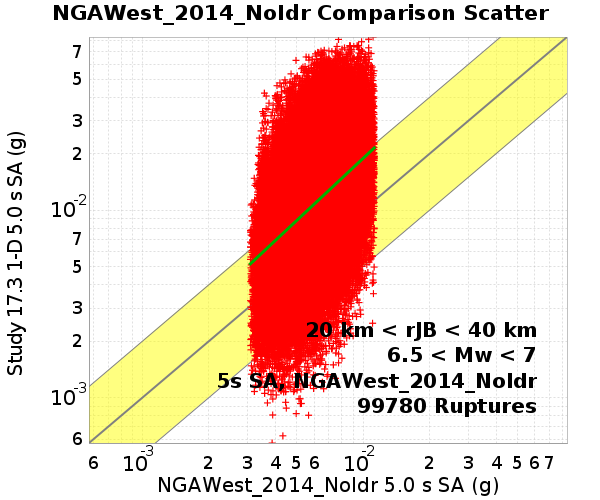 NGAWest_2014_NoIdr Comparison Scatter
Study 17.3 1-D 5.0 s SA (g)
7
5
3
2
10-2
7
5
3
2
10-3
6
20 km < rJB < 40 km
6.5 < Mw < 7
5s SA, NGAWest_2014_NoIdr
99780 Ruptures
6 10-3 2 3 4 5 6 10-2 2 3 4 5 6 7
NGAWest_2014_NoIdr 5.0 s SA (g)